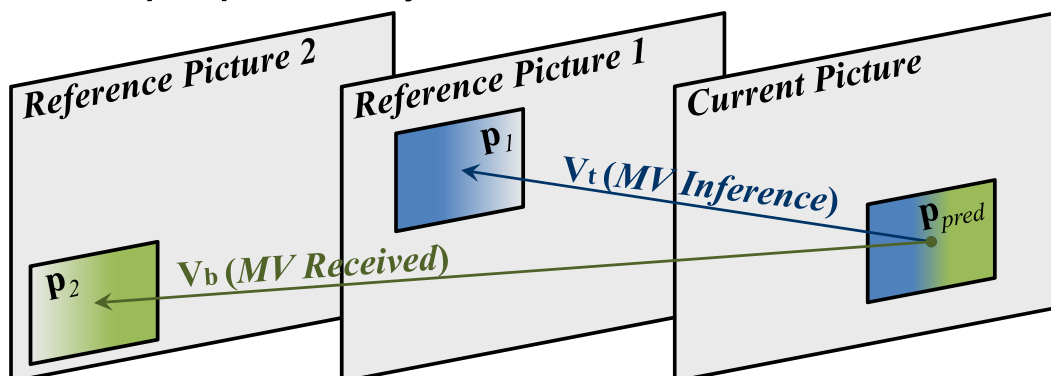 Reference Picture 2
Reference Picture 1
Current Picture
p1
Vt (MV Inference)
ppred
Vb (MV Received)
p2